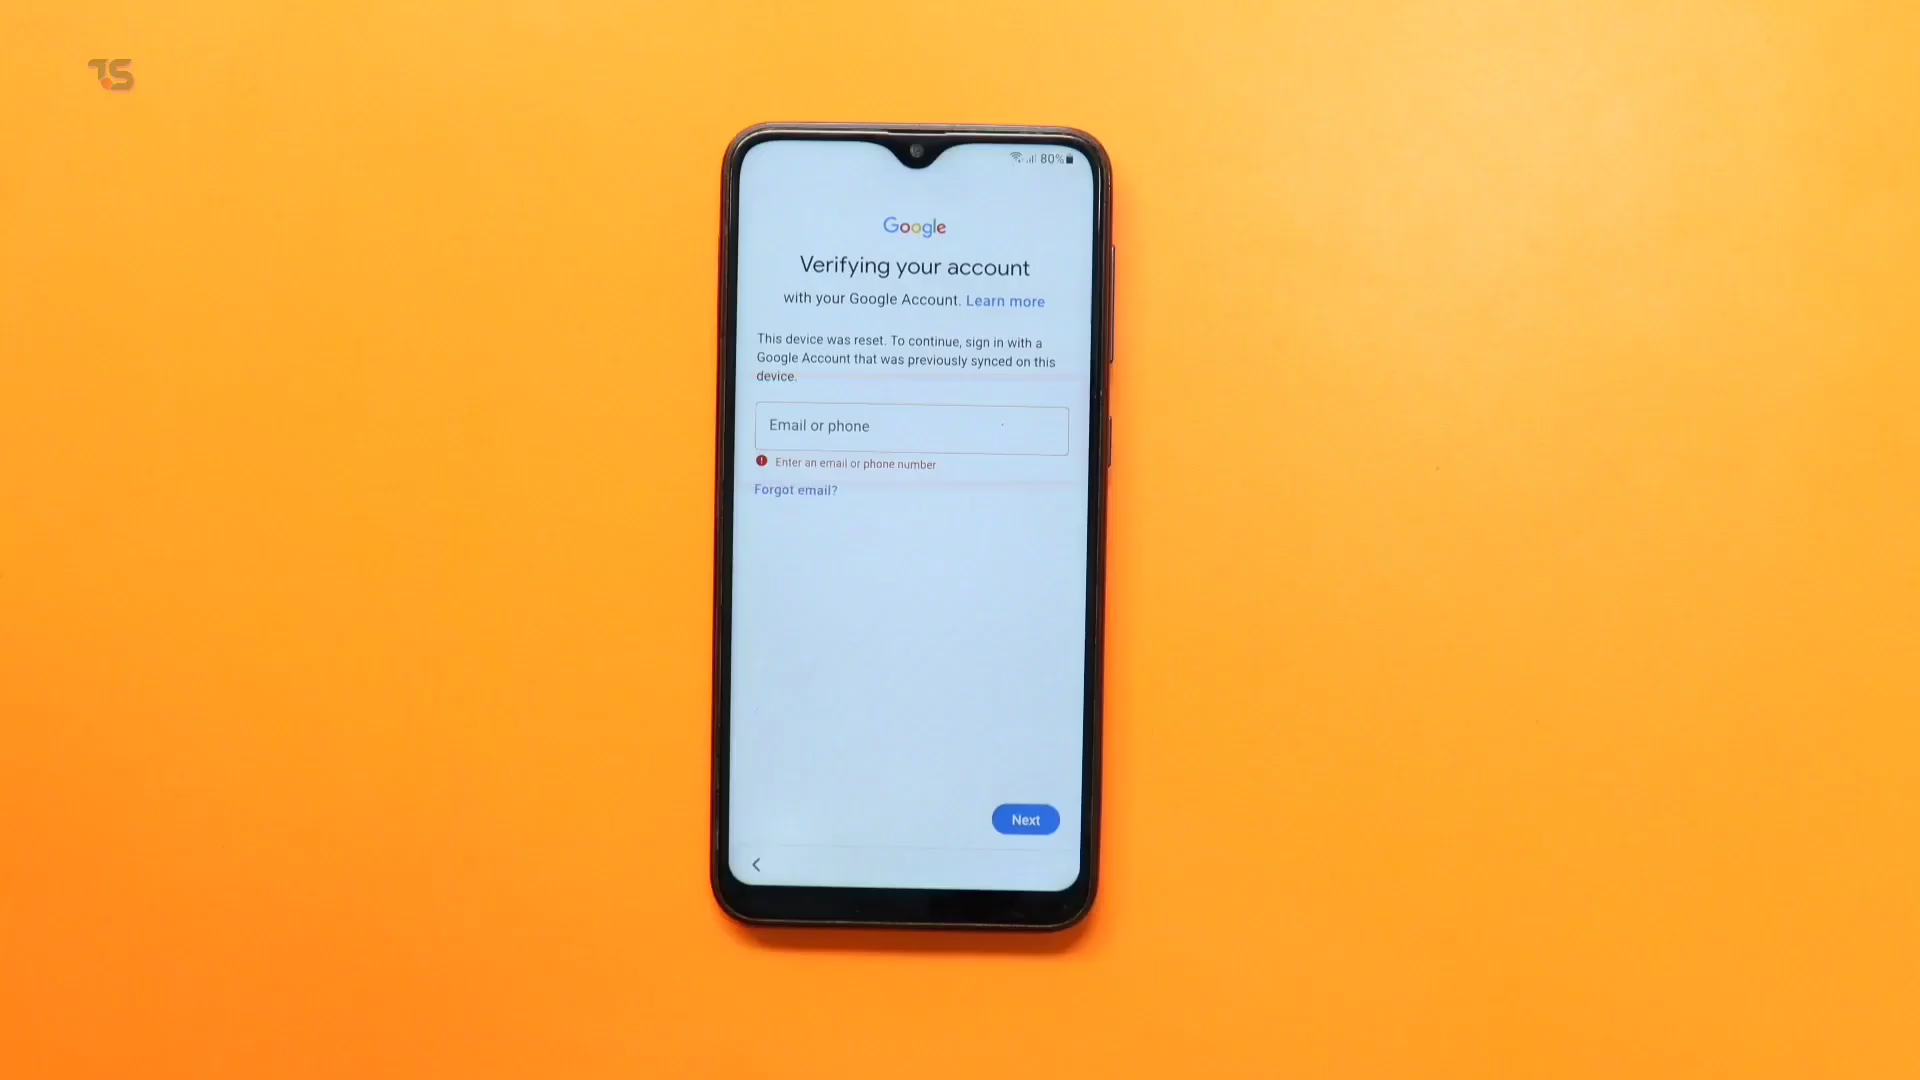 TS
80%
Google
Verifying your account
with your Google Account. Learn more
This device was reset. To continue, sign in with a
Google Account that was previously synced on this
device.
Email or phone
Enter an email or phone number
Forgot email?
Next